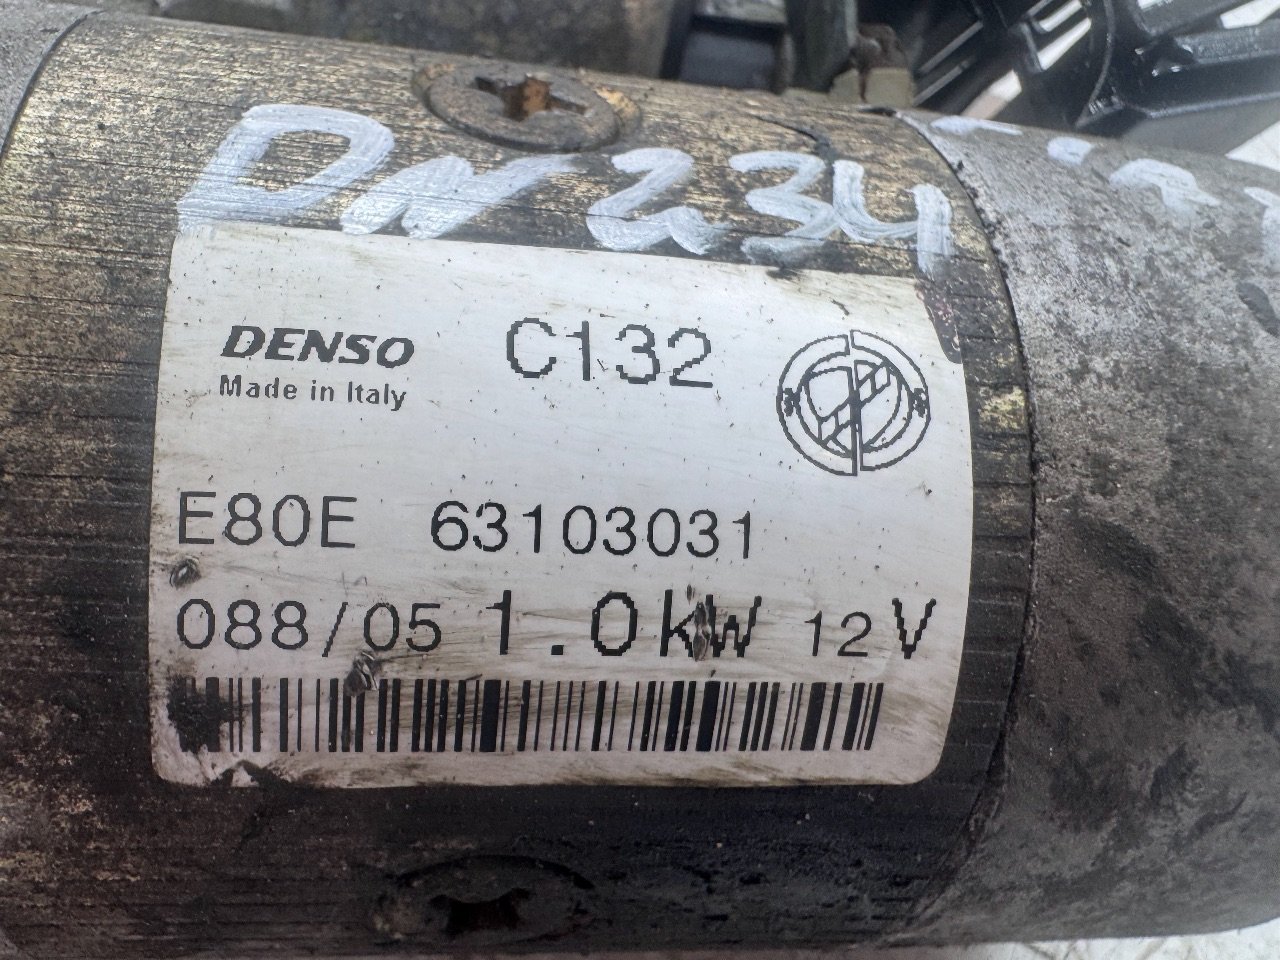 DN234
DENSO C132
Made in Italy
E80E 63103031
088/05 1.0kW 12V